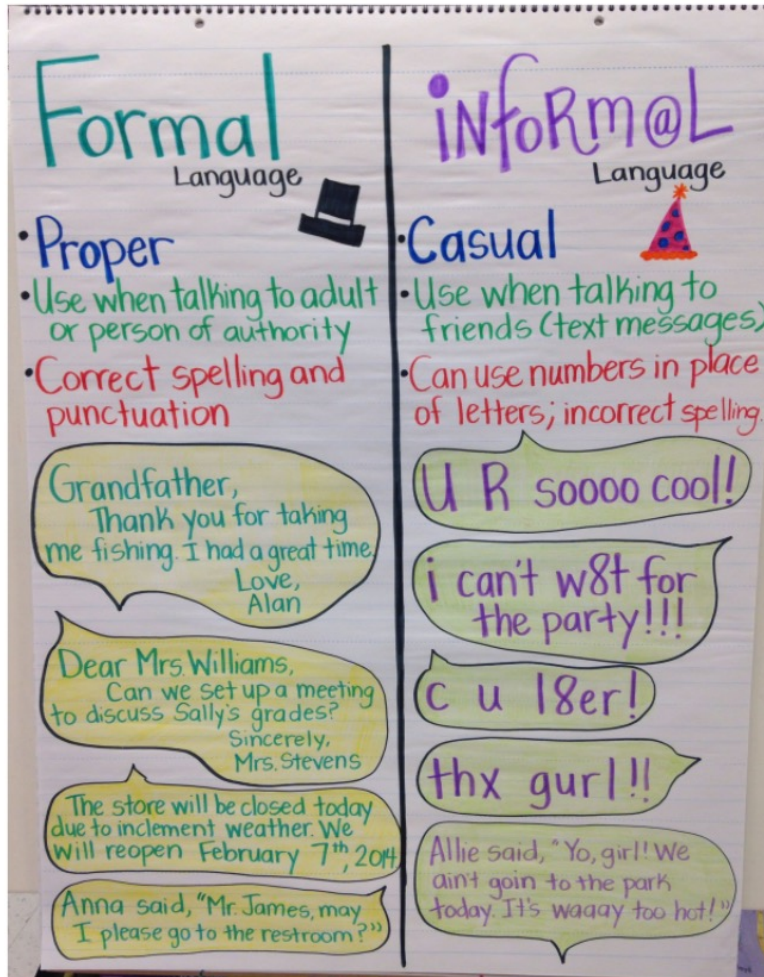 Formal
Language
• Proper
• Use when talking to adult
or person of authority
• Correct spelling and
punctuation
Grandfather,
Thank you for taking
me fishing. I had a great time.
Love,
Alan
Dear Mrs. Williams,
Can we set up a meeting
to discuss Sally's grades?
Sincerely,
Mrs. Stevens
The store will be closed today
due to inclement weather. We
will reopen February 7th, 2014
Anna said, "Mr. James, may
I please go to the restroom?"
iNfoRm@L
Language
• Casual
• Use when talking to
friends (text messages)
• Can use numbers in place
of letters; incorrect spelling.
U R soooo cool!
i can't w8t for
the party!!!
c u l8er!
thx gurl!!
Allie said, "Yo, girl! We
ain't goin to the park
today. It's waaay too hot!"